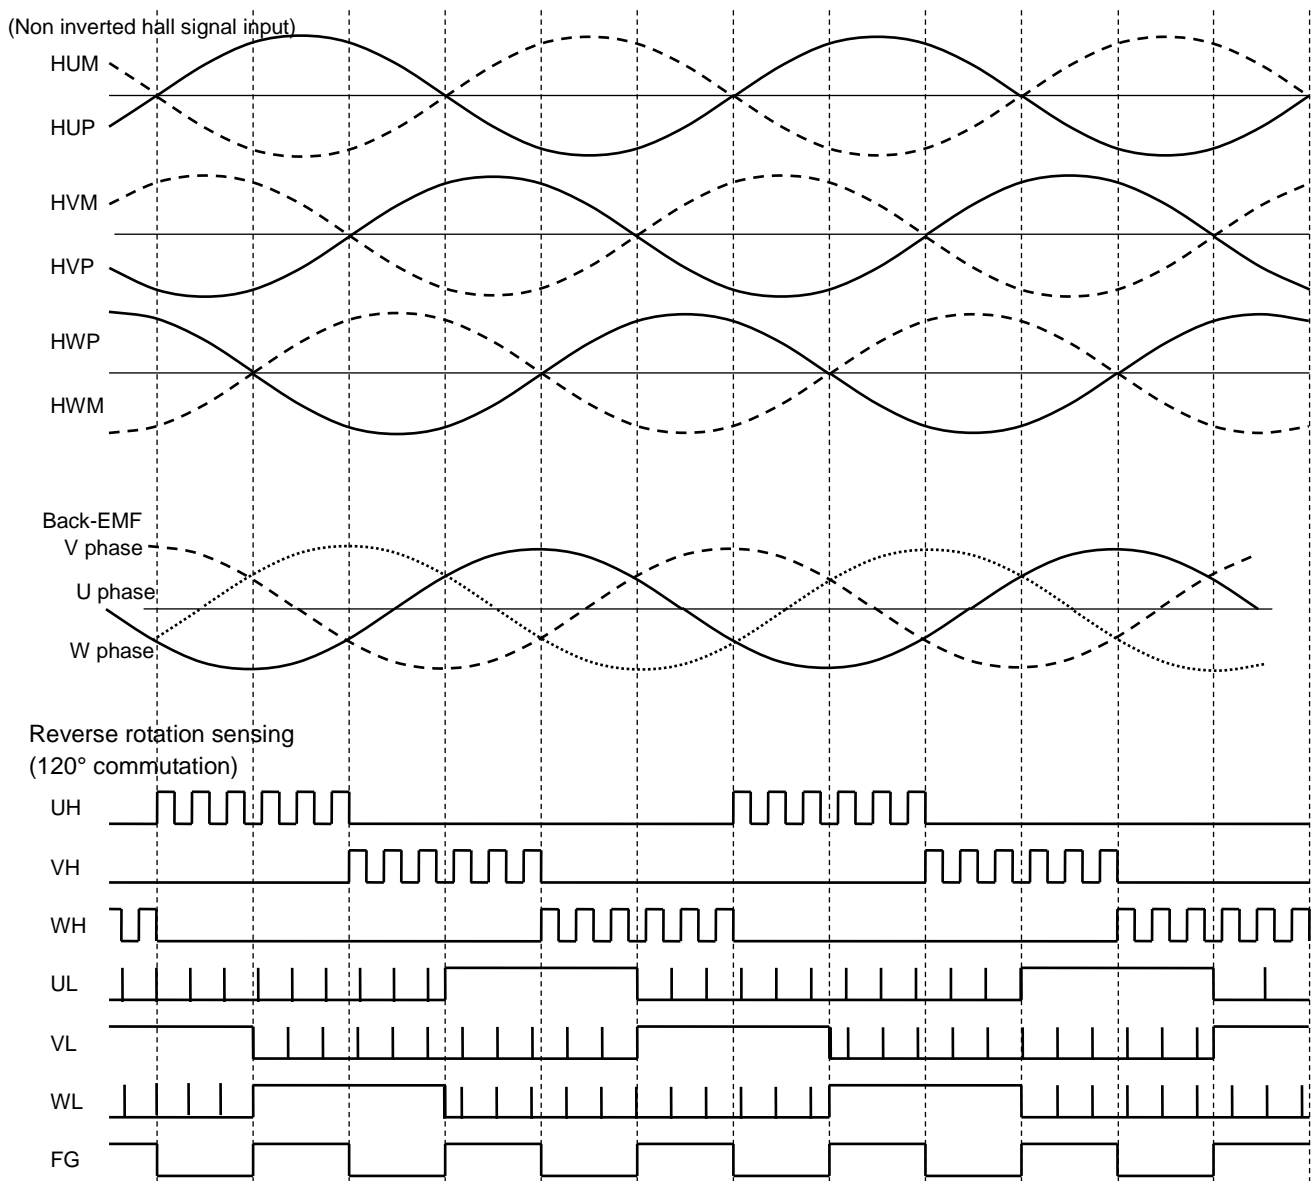 (Non inverted hall signal input)
HUM
HUP
HVM
HVP
HWP
HWM
Back-EMF
V phase
U phase
W phase
Reverse rotation sensing
(120° commutation)
UH
VH
WH
UL
VL
WL
FG